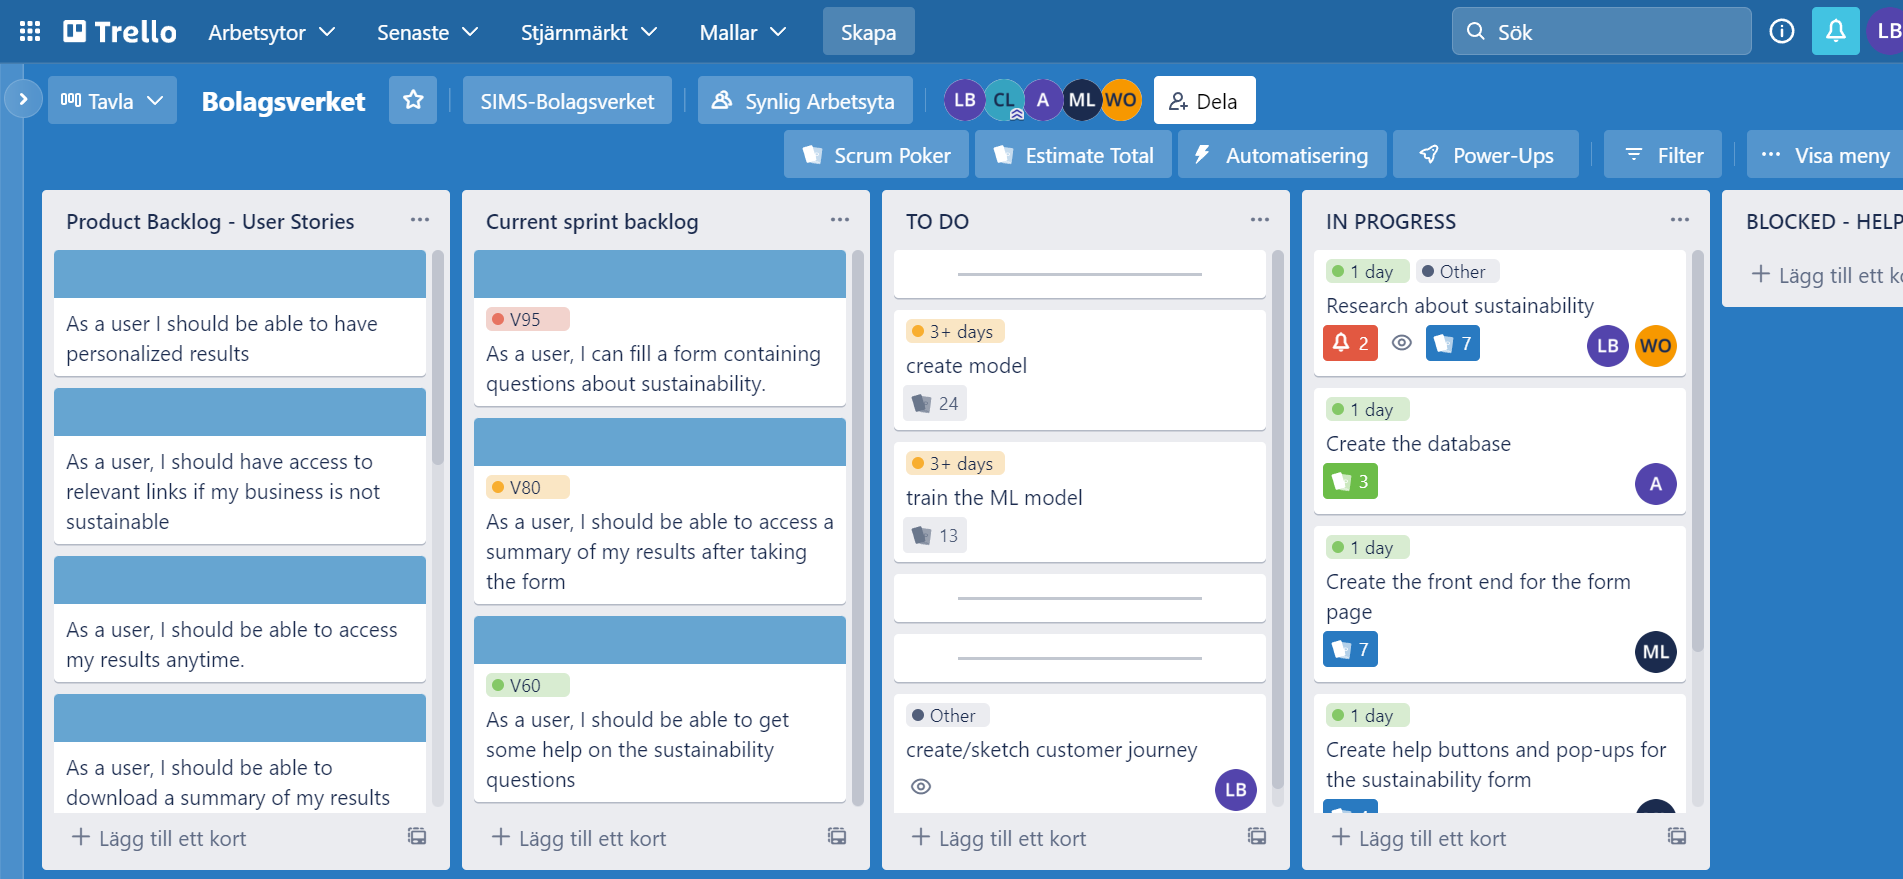 Trello Arbetsytor Senaste Stjärnmärkt Mallar Skapa Sök LB
Tavla Bolagsverket SIMS-Bolagsverket Synlig Arbetsyta LB CL A ML WO Dela
Scrum Poker Estimate Total Automatisering Power-Ups Filter ... Visa meny
Product Backlog - User Stories
As a user I should be able to have
personalized results
As a user, I should have access to
relevant links if my business is not
sustainable
As a user, I should be able to access
my results anytime.
As a user, I should be able to
download a summary of my results
+ Lägg till ett kort
Current sprint backlog
V95
As a user, I can fill a form containing
questions about sustainability.
V80
As a user, I should be able to access a
summary of my results after taking
the form
V60
As a user, I should be able to get
some help on the sustainability
questions
+ Lägg till ett kort
TO DO
3+ days
create model
24
3+ days
train the ML model
13
Other
create/sketch customer journey
LB
+ Lägg till ett kort
IN PROGRESS
1 day Other
Research about sustainability
2 7 LB WO
1 day
Create the database
3 A
1 day
Create the front end for the form
page
7 ML
1 day
Create help buttons and pop-ups for
the sustainability form
+ Lägg till ett kort
BLOCKED - HELP
+ Lägg till ett ko